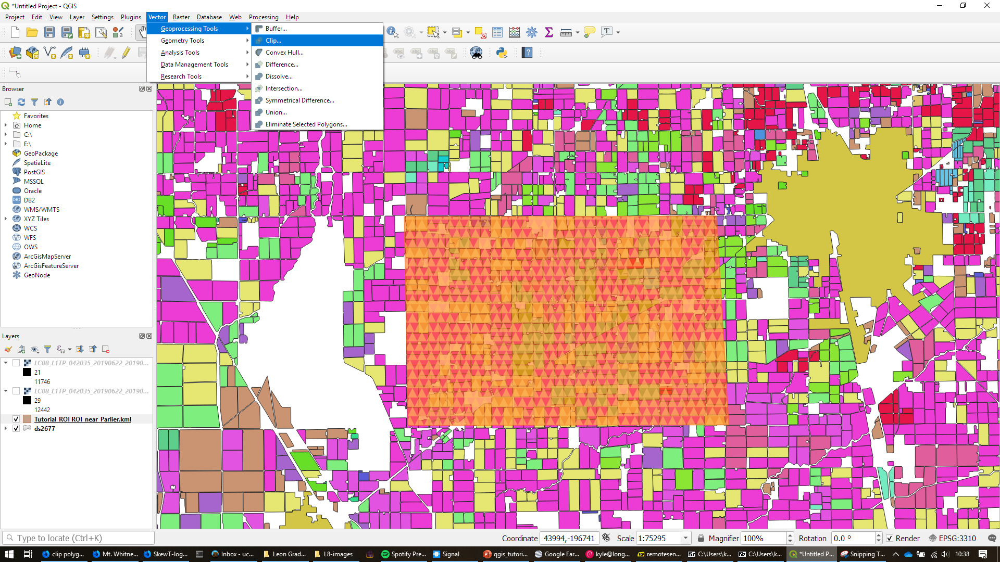 *Untitled Project - QGIS
Project Edit View Layer Settings Plugins Vector Raster Database Web Processing Help
Geoprocessing Tools
Geometry Tools
Analysis Tools
Data Management Tools
Research Tools
Buffer...
Clip...
Convex Hull...
Difference...
Dissolve...
Intersection...
Symmetrical Difference...
Union...
Eliminate Selected Polygons...
Browser
Favorites
Home
C:\
E:\
GeoPackage
SpatiaLite
PostGIS
MSSQL
Oracle
DB2
WMS/WMTS
XYZ Tiles
WCS
WFS
OWS
ArcGisMapServer
ArcGisFeatureServer
GeoNode
Layers
LC08_L1TP_042035_20190622_20190...
21
11746
LC08_L1TP_042035_20190622_20190...
29
12442
Tutorial_ROI ROI_near_Parlier.kml
ds2677
Type to locate (Ctrl+K)
Coordinate 43994,-196741 Scale 1:75295 Magnifier 100% Rotation 0.0 ° Render EPSG:3310
clip polyg... Mt. Whitne... SkewT-log... Inbox - uc... Leon Grad... L8-images Spotify Pre... Signal qgis_tutori... Google Ear... kyle@long... remotesen... C:\Users\k... C:\Users\k... *Untitled P... Snipping T... 10:38